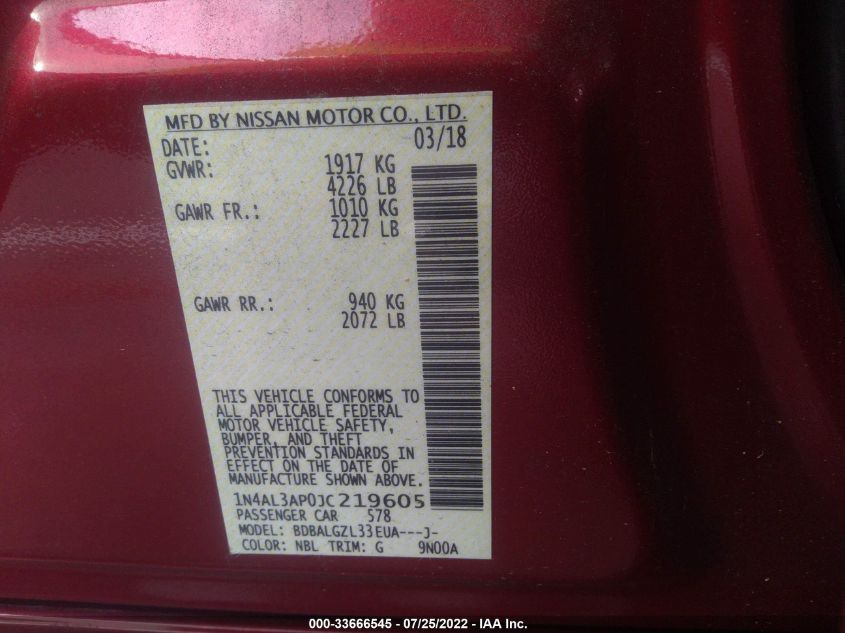 MFD BY NISSAN MOTOR CO., LTD.
DATE: 03/18
GVWR: 1917 KG
4226 LB
GAWR FR.: 1010 KG
2227 LB
GAWR RR.: 940 KG
2072 LB
THIS VEHICLE CONFORMS TO
ALL APPLICABLE FEDERAL
MOTOR VEHICLE SAFETY,
BUMPER, AND THEFT
PREVENTION STANDARDS IN
EFFECT ON THE DATE OF
MANUFACTURE SHOWN ABOVE.
1N4AL3AP0JC219605
PASSENGER CAR 578
MODEL: BDBALGZL33EUA---J-
COLOR: NBL TRIM: G 9N00A
000-33666545 - 07/25/2022 - IAA Inc.